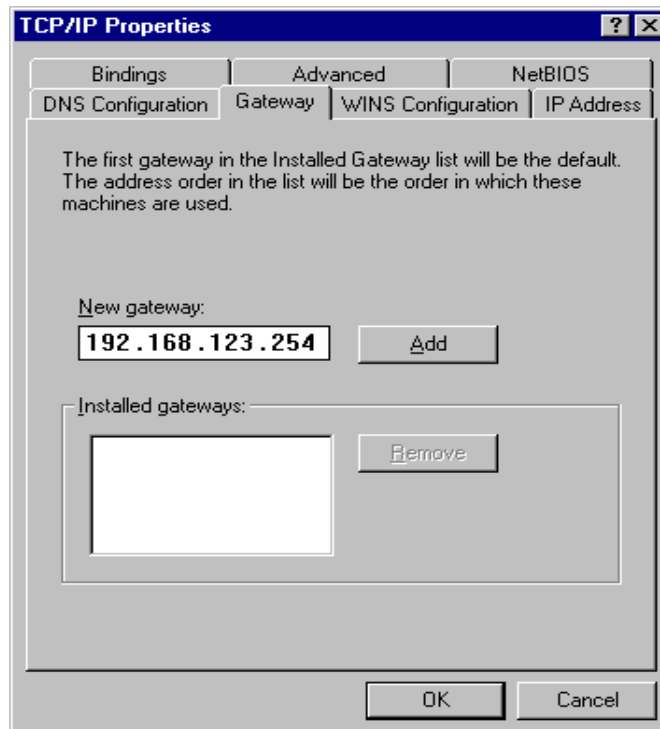 TCP/IP Properties
? ×
Bindings Advanced NetBIOS
DNS Configuration Gateway WINS Configuration IP Address
The first gateway in the Installed Gateway list will be the default.
The address order in the list will be the order in which these
machines are used.
New gateway:
192.168.123.254 Add
Installed gateways:
Remove
OK Cancel